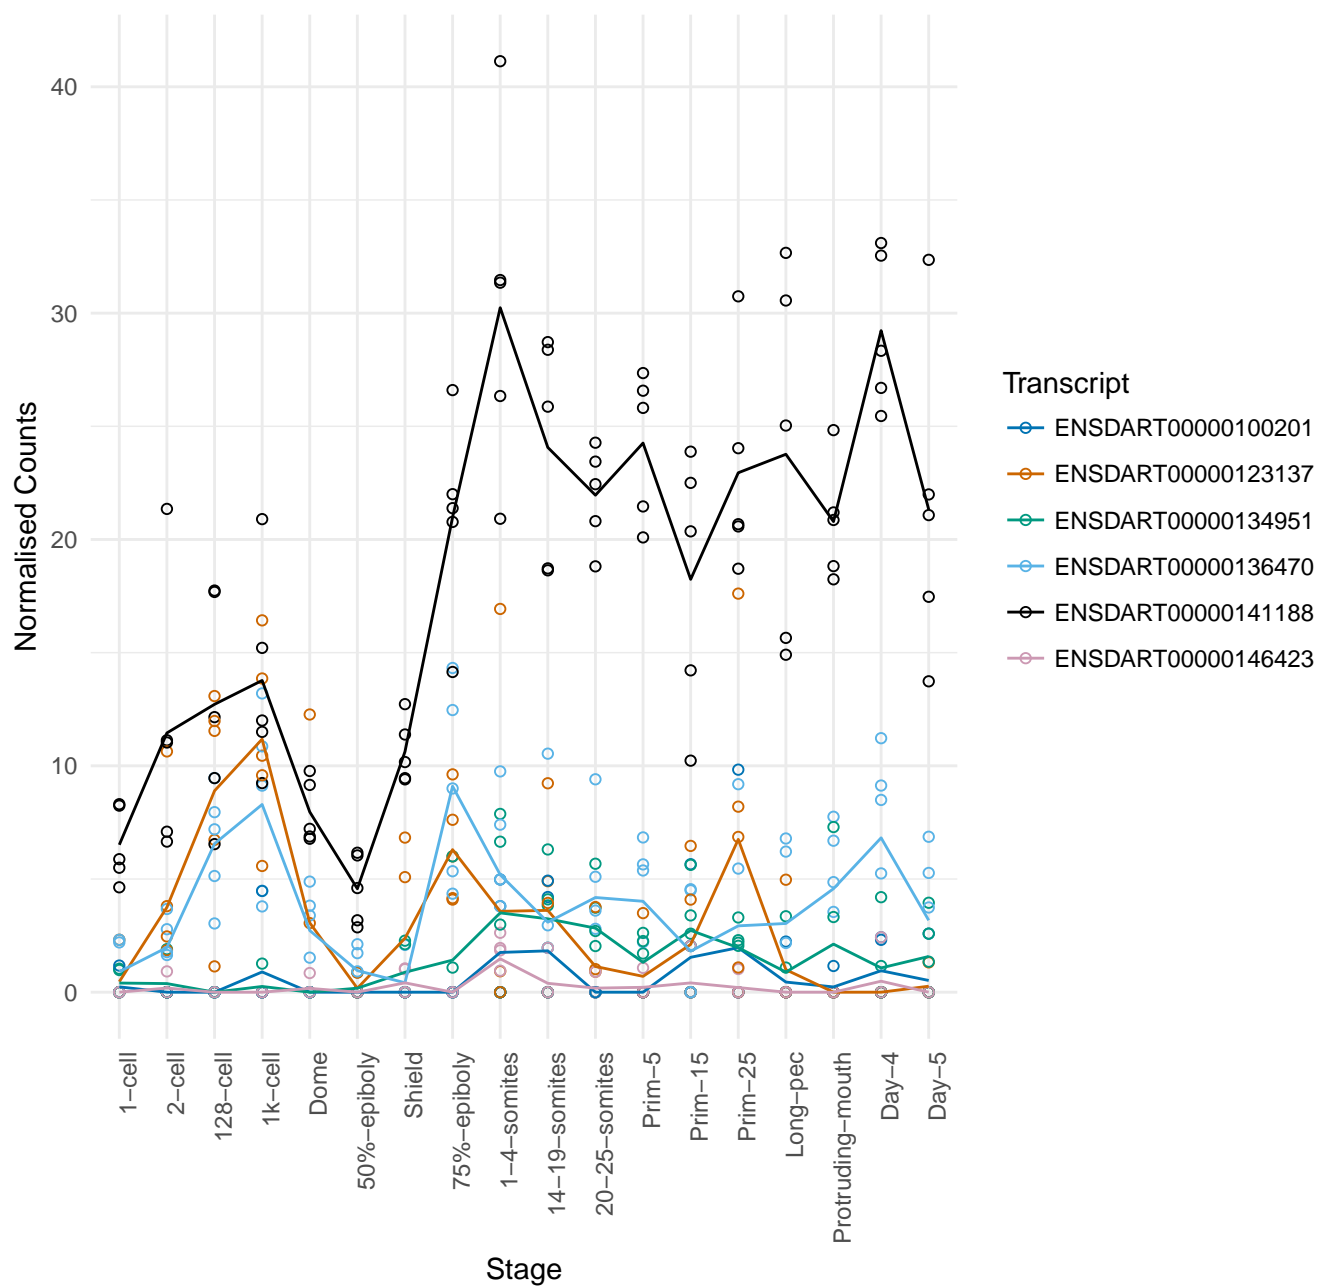 40
30
20
10
0
Normalised Counts
1−cell
2−cell
128−cell
1k−cell
Dome
50%−epiboly
Shield
75%−epiboly
1−4−somites
14−19−somites
20−25−somites
Prim−5
Prim−15
Prim−25
Long−pec
Protruding−mouth
Day−4
Day−5
Stage
Transcript
ENSDART00000100201
ENSDART00000123137
ENSDART00000134951
ENSDART00000136470
ENSDART00000141188
ENSDART00000146423